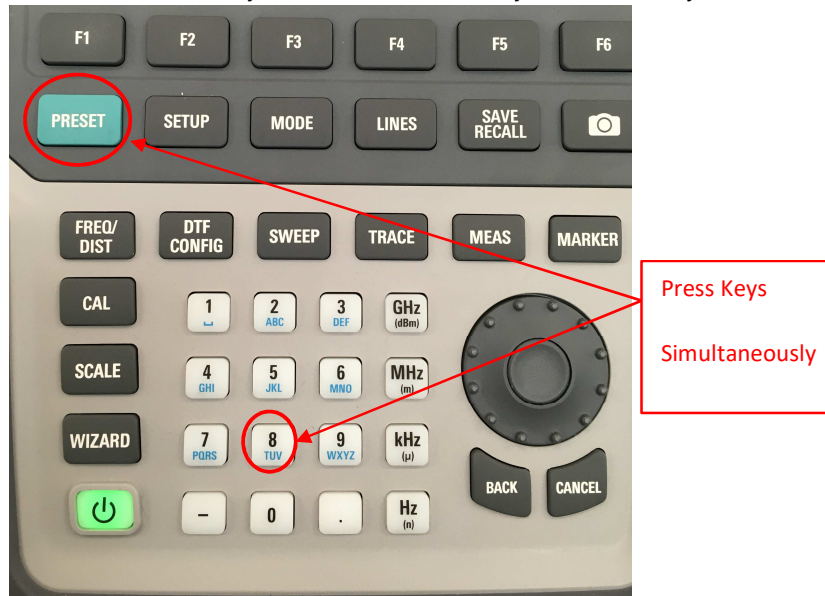 F1 F2 F3 F4 F5 F6
PRESET SETUP MODE LINES SAVE RECALL
FREQ/ DIST DTF CONFIG SWEEP TRACE MEAS MARKER
Press Keys
Simultaneously
CAL 1 ⎵ 2 ABC 3 DEF GHz (dBm)
SCALE 4 GHI 5 JKL 6 MNO MHz (m)
WIZARD 7 PQRS 8 TUV 9 WXYZ kHz (µ)
BACK CANCEL
– 0 . Hz (n)